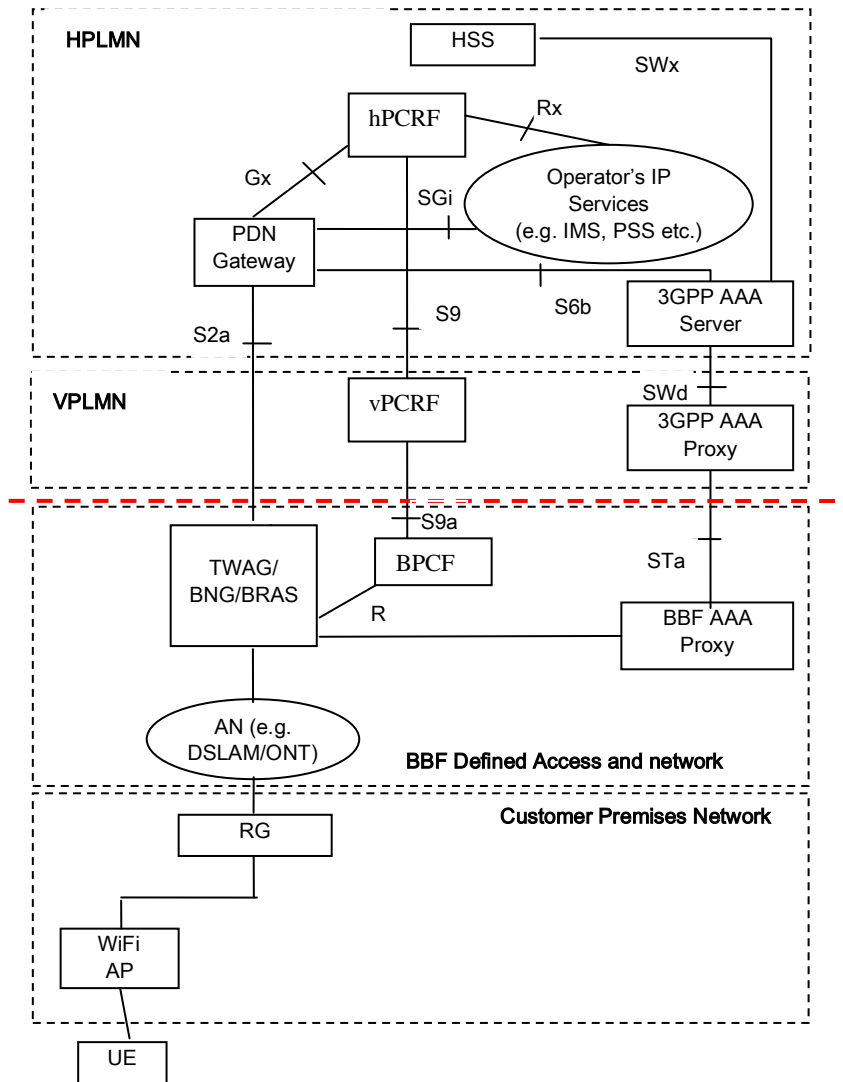 HPLMN
HSS
SWx
hPCRF
Rx
Gx
Operator's IP
Services
(e.g. IMS, PSS etc.)
SGi
PDN
Gateway
S9
S6b
3GPP AAA
Server
S2a
VPLMN
vPCRF
SWd
3GPP AAA
Proxy
S9a
TWAG/
BNG/BRAS
BPCF
STa
R
BBF AAA
Proxy
AN (e.g.
DSLAM/ONT)
BBF Defined Access and network
Customer Premises Network
RG
WiFi
AP
UE